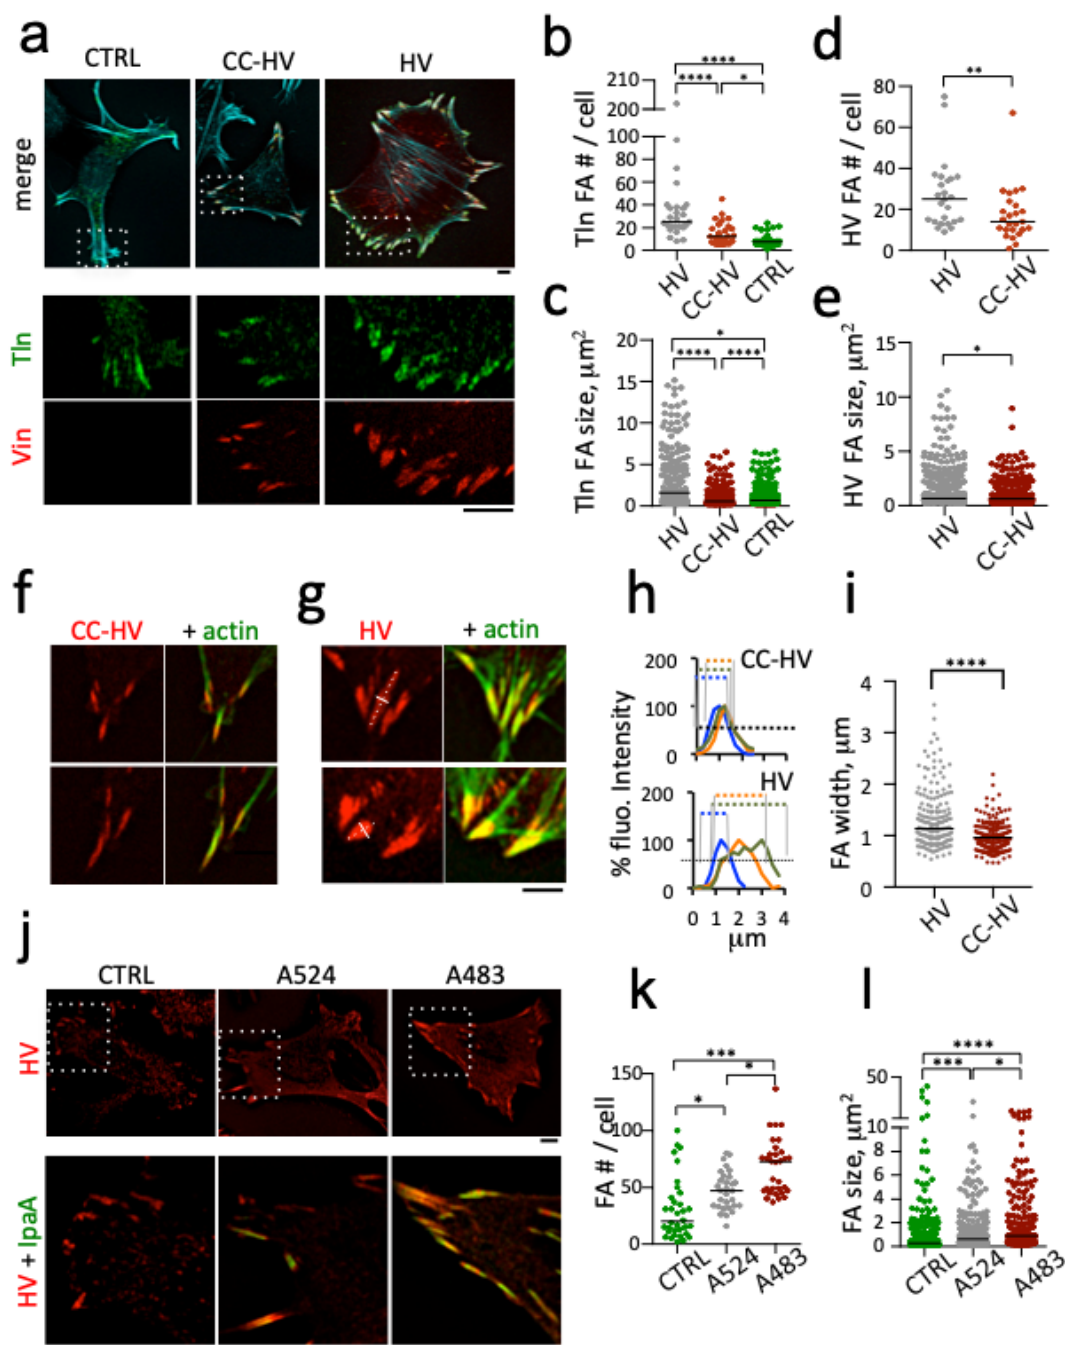 a
CTRL
CC-HV
HV
merge
Tln
Vin
b
Tln FA # / cell
210
200
100
80
60
40
20
0
****
****
*
HV
CC-HV
CTRL
c
Tln FA size, μm²
20
15
10
5
0
*
****
****
HV
CC-HV
CTRL
d
HV FA # / cell
80
60
40
20
0
**
HV
CC-HV
e
HV FA size, μm²
15
10
5
0
*
HV
CC-HV
f
CC-HV
+ actin
g
HV
+ actin
h
% fluo. Intensity
200
100
0
CC-HV
200
100
0
HV
0 1 2 3 4
μm
i
FA width, μm
4
3
2
1
0
****
HV
CC-HV
j
CTRL
A524
A483
HV
HV + IpaA
k
FA # / cell
150
100
50
0
***
*
*
CTRL
A524
A483
l
FA size, μm²
50
10
8
6
4
2
0
****
***
*
CTRL
A524
A483